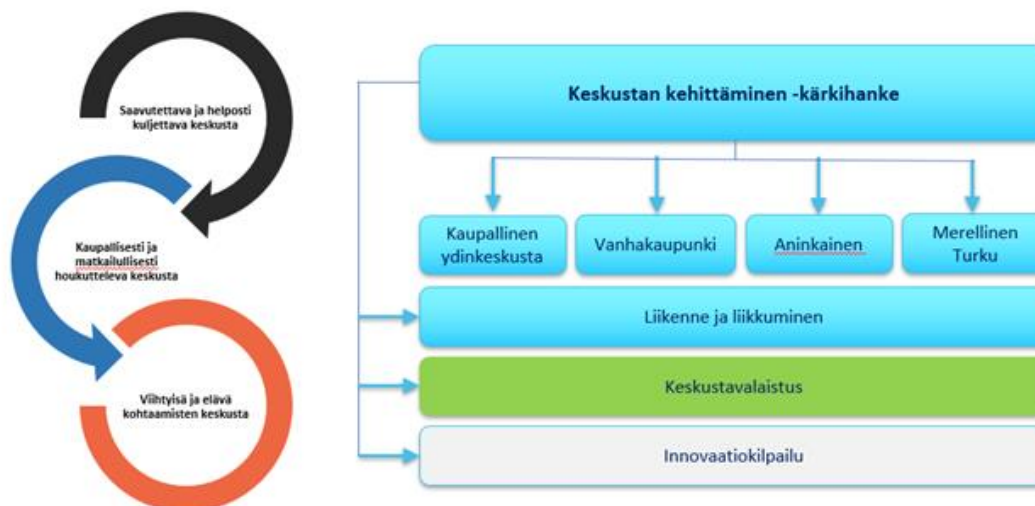 Saavutettava ja helposti
kuljettava keskusta
Kaupallisesti ja
matkailullisesti
houkutteleva keskusta
Viihtyisä ja elävä
kohtaamisten keskusta
Keskustan kehittäminen -kärkihanke
Kaupallinen
ydinkeskusta
Vanhakaupunki
Aninkainen
Merellinen
Turku
Liikenne ja liikkuminen
Keskustavalaistus
Innovaatiokilpailu